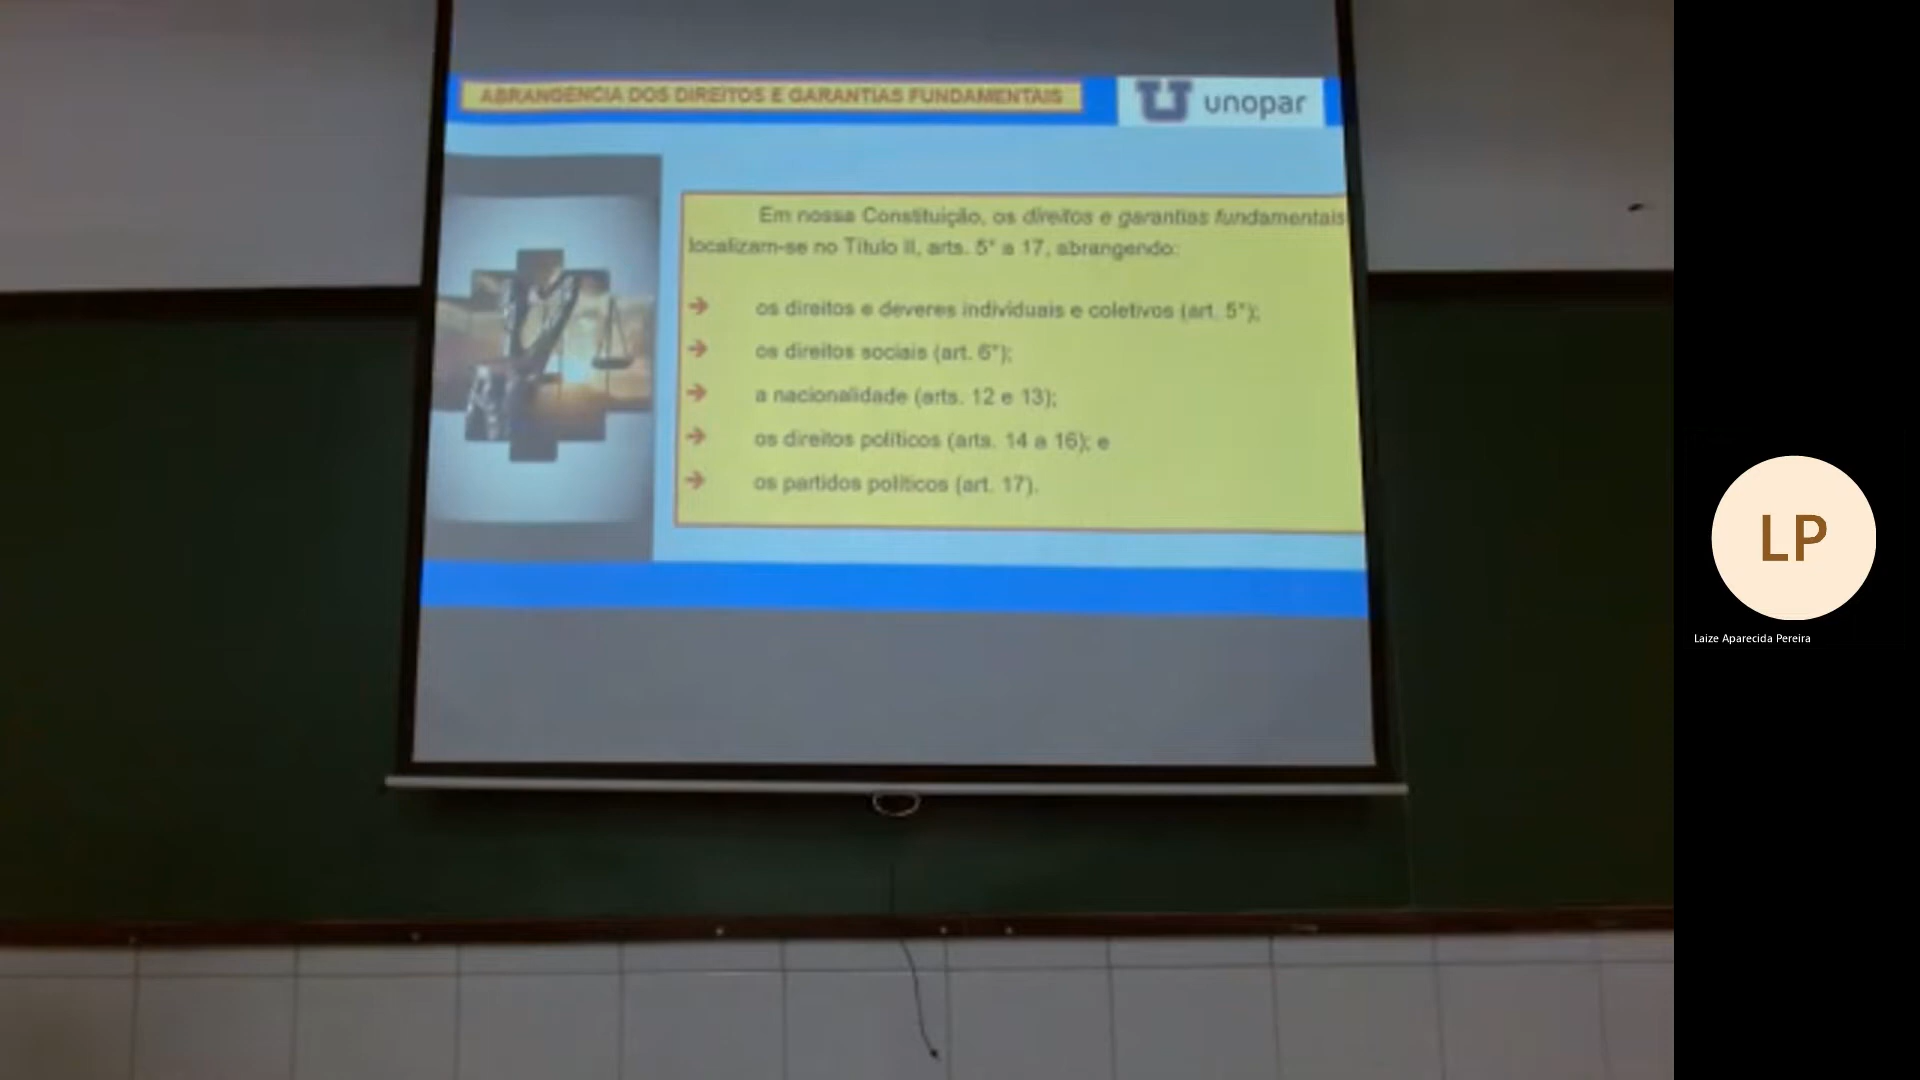 ABRANGÊNCIA DOS DIREITOS E GARANTIAS FUNDAMENTAIS
unopar
Em nossa Constituição, os direitos e garantias fundamentais
localizam-se no Título II, arts. 5° a 17, abrangendo:
➔ os direitos e deveres individuais e coletivos (art. 5°);
➔ os direitos sociais (art. 6°);
➔ a nacionalidade (arts. 12 e 13);
➔ os direitos políticos (arts. 14 a 16); e
➔ os partidos políticos (art. 17).
LP
Laize Aparecida Pereira